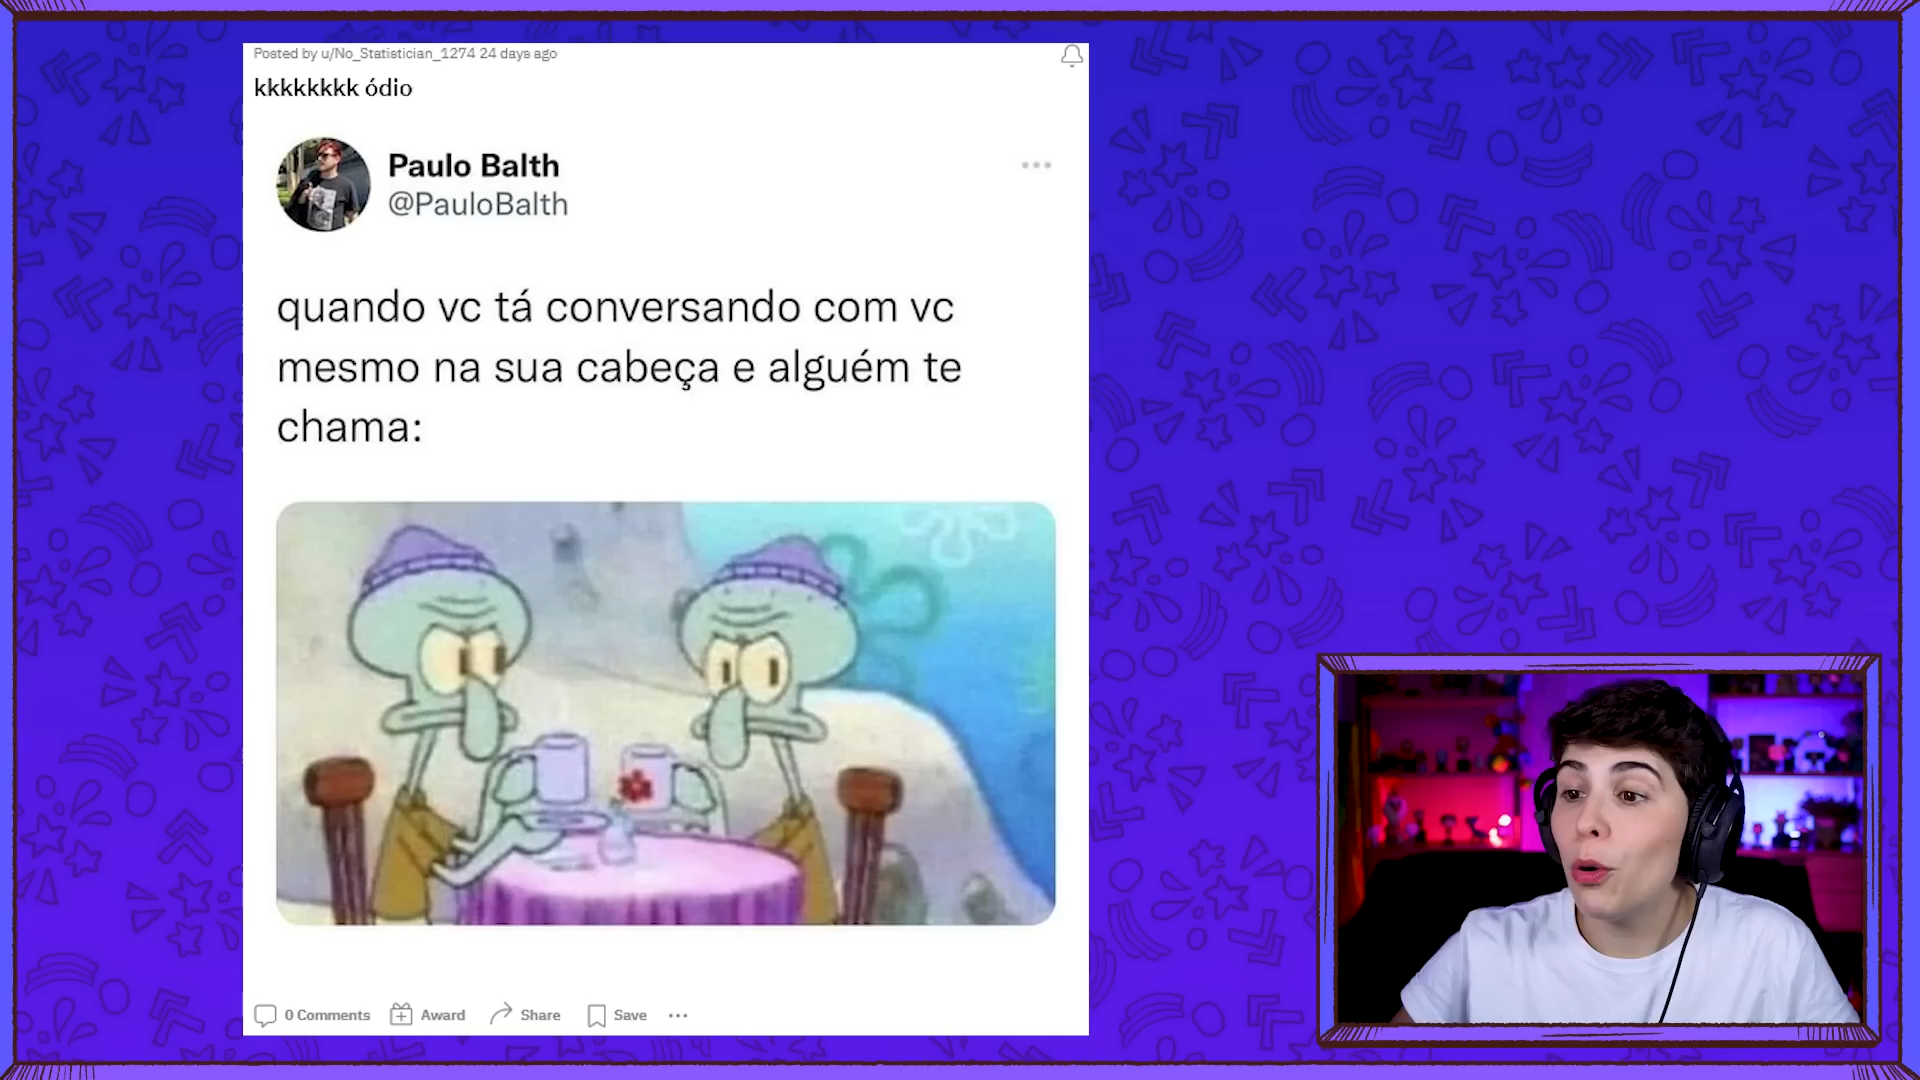 Posted by u/No_Statistician_1274 24 days ago
kkkkkkkk ódio
Paulo Balth
@PauloBalth
quando vc tá conversando com vc
mesmo na sua cabeça e alguém te
chama:
0 Comments Award Share Save